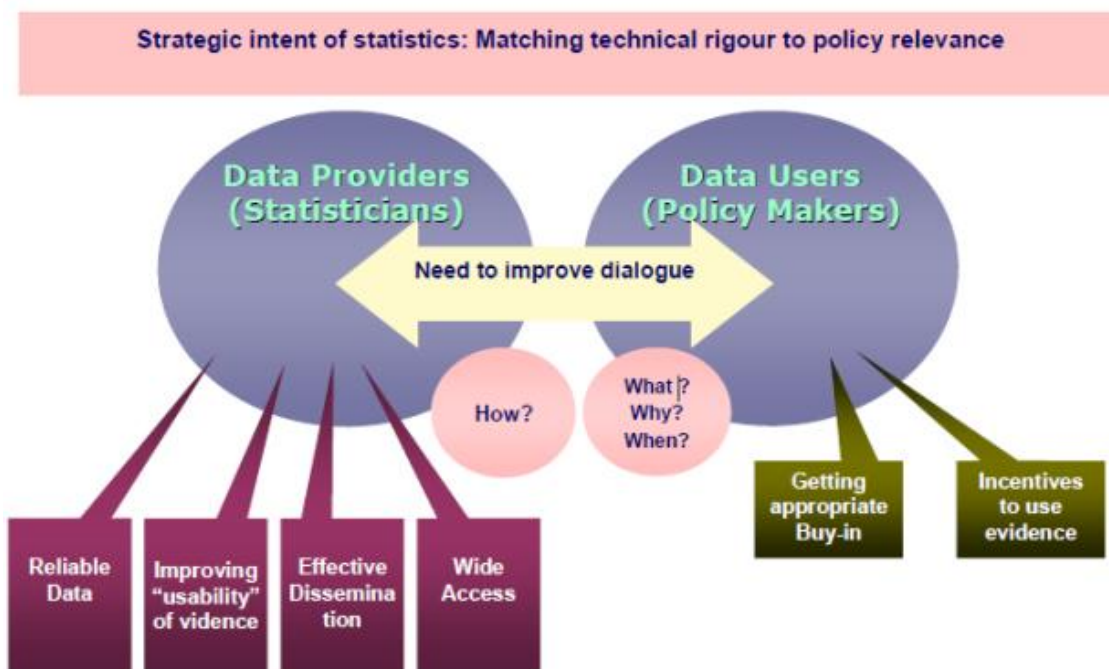 Strategic intent of statistics: Matching technical rigour to policy relevance
Data Providers
(Statisticians)
Data Users
(Policy Makers)
Need to improve dialogue
How?
What ?
Why?
When?
Getting
appropriate
Buy-in
Incentives
to use
evidence
Reliable
Data
Improving
“usability”
of vidence
Effective
Dissemina
tion
Wide
Access